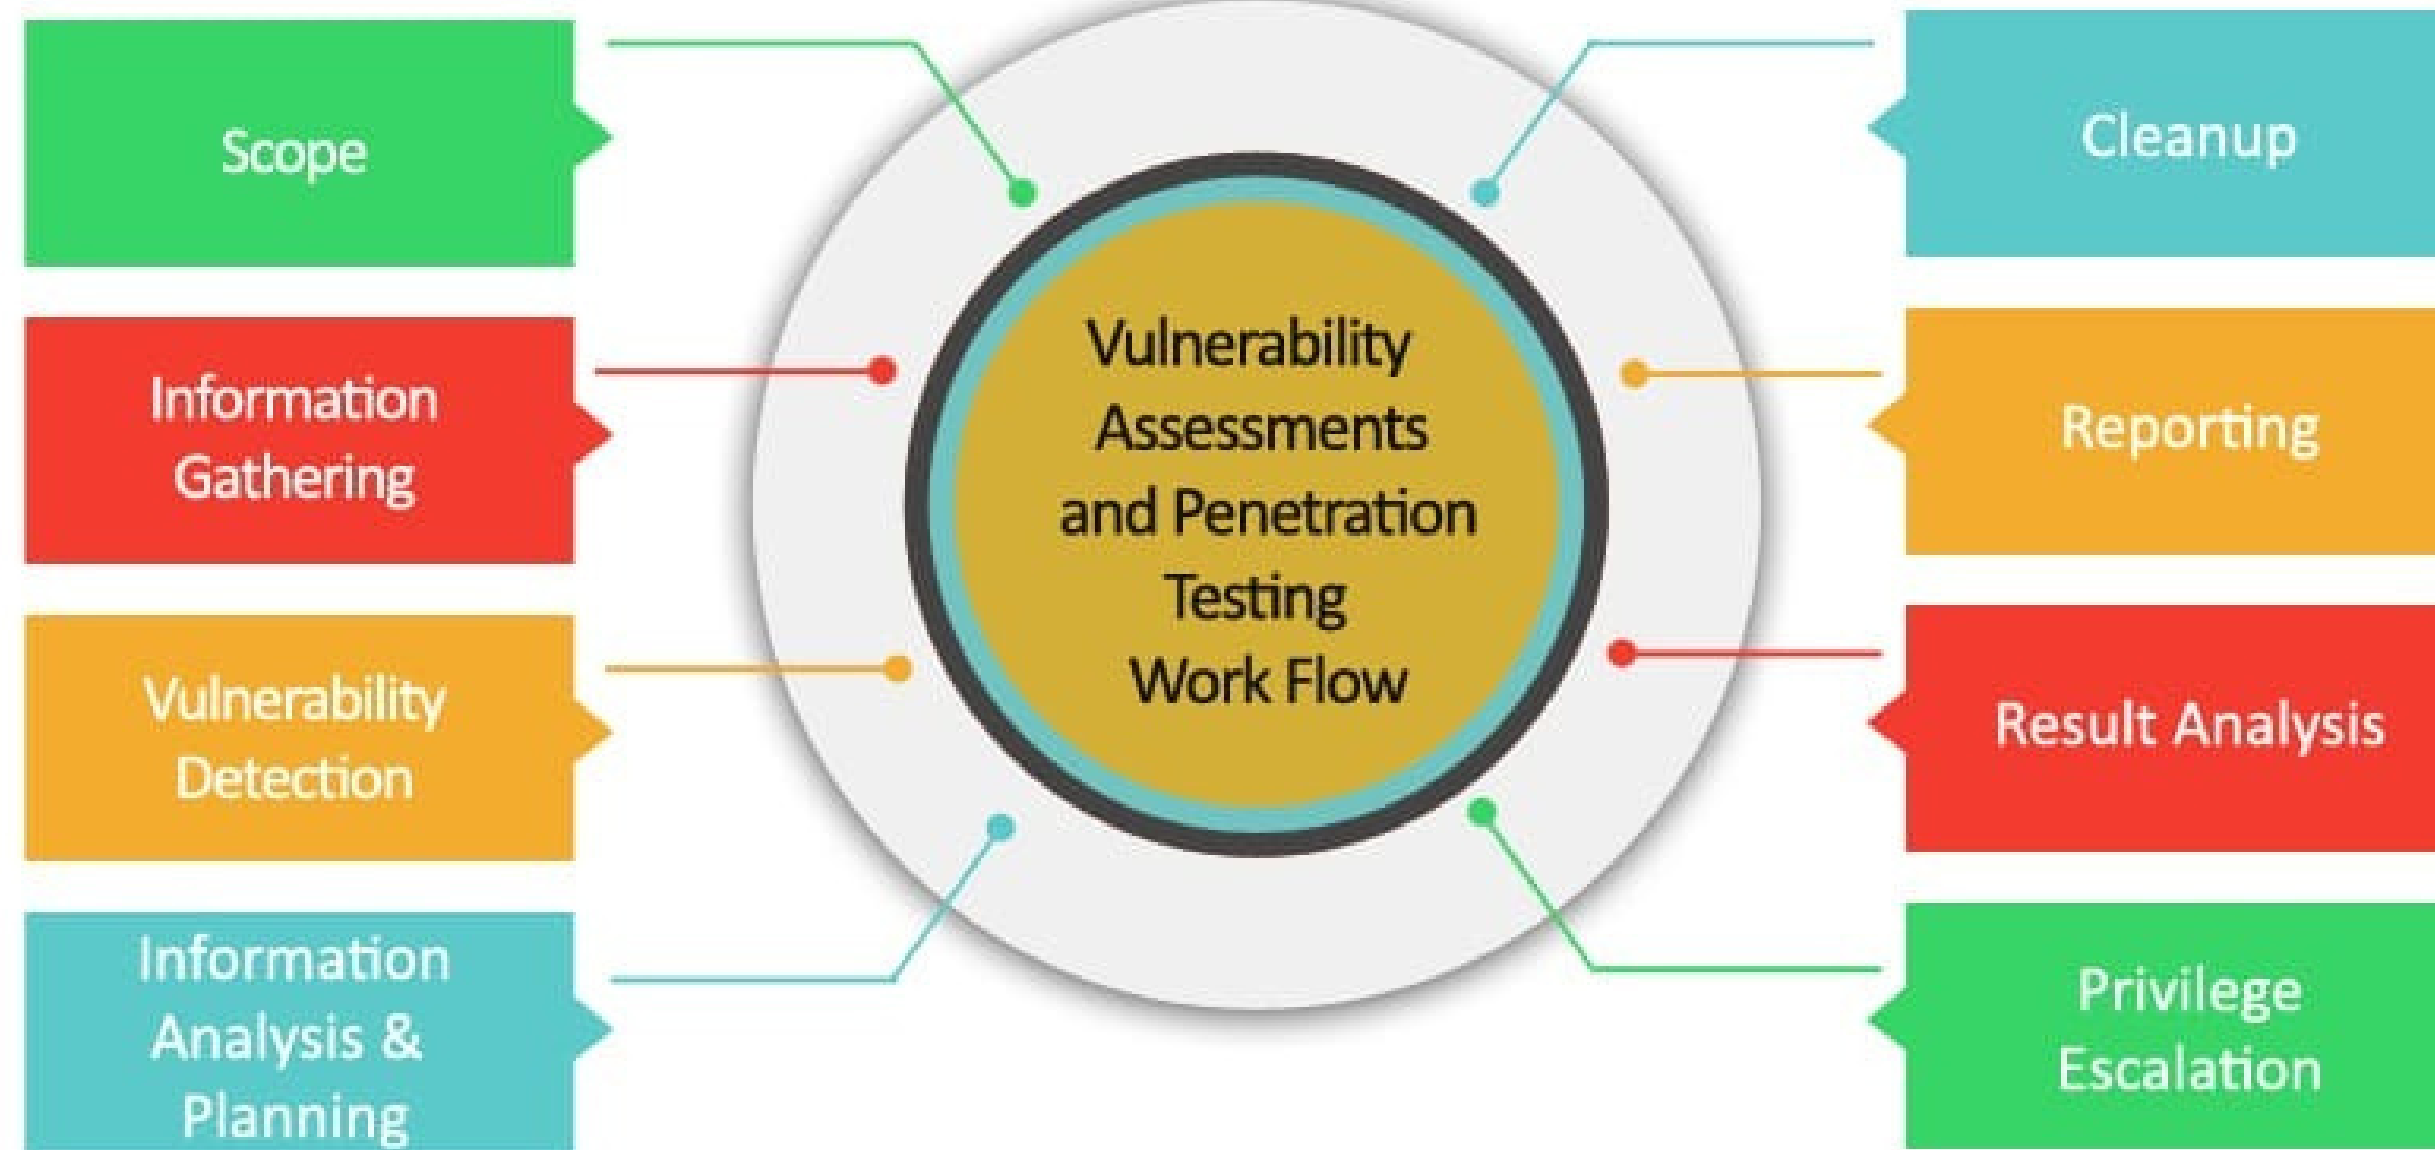 Scope
Information
Gathering
Vulnerability
Detection
Information
Analysis &
Planning
Vulnerability
Assessments
and Penetration
Testing
Work Flow
Cleanup
Reporting
Result Analysis
Privilege
Escalation